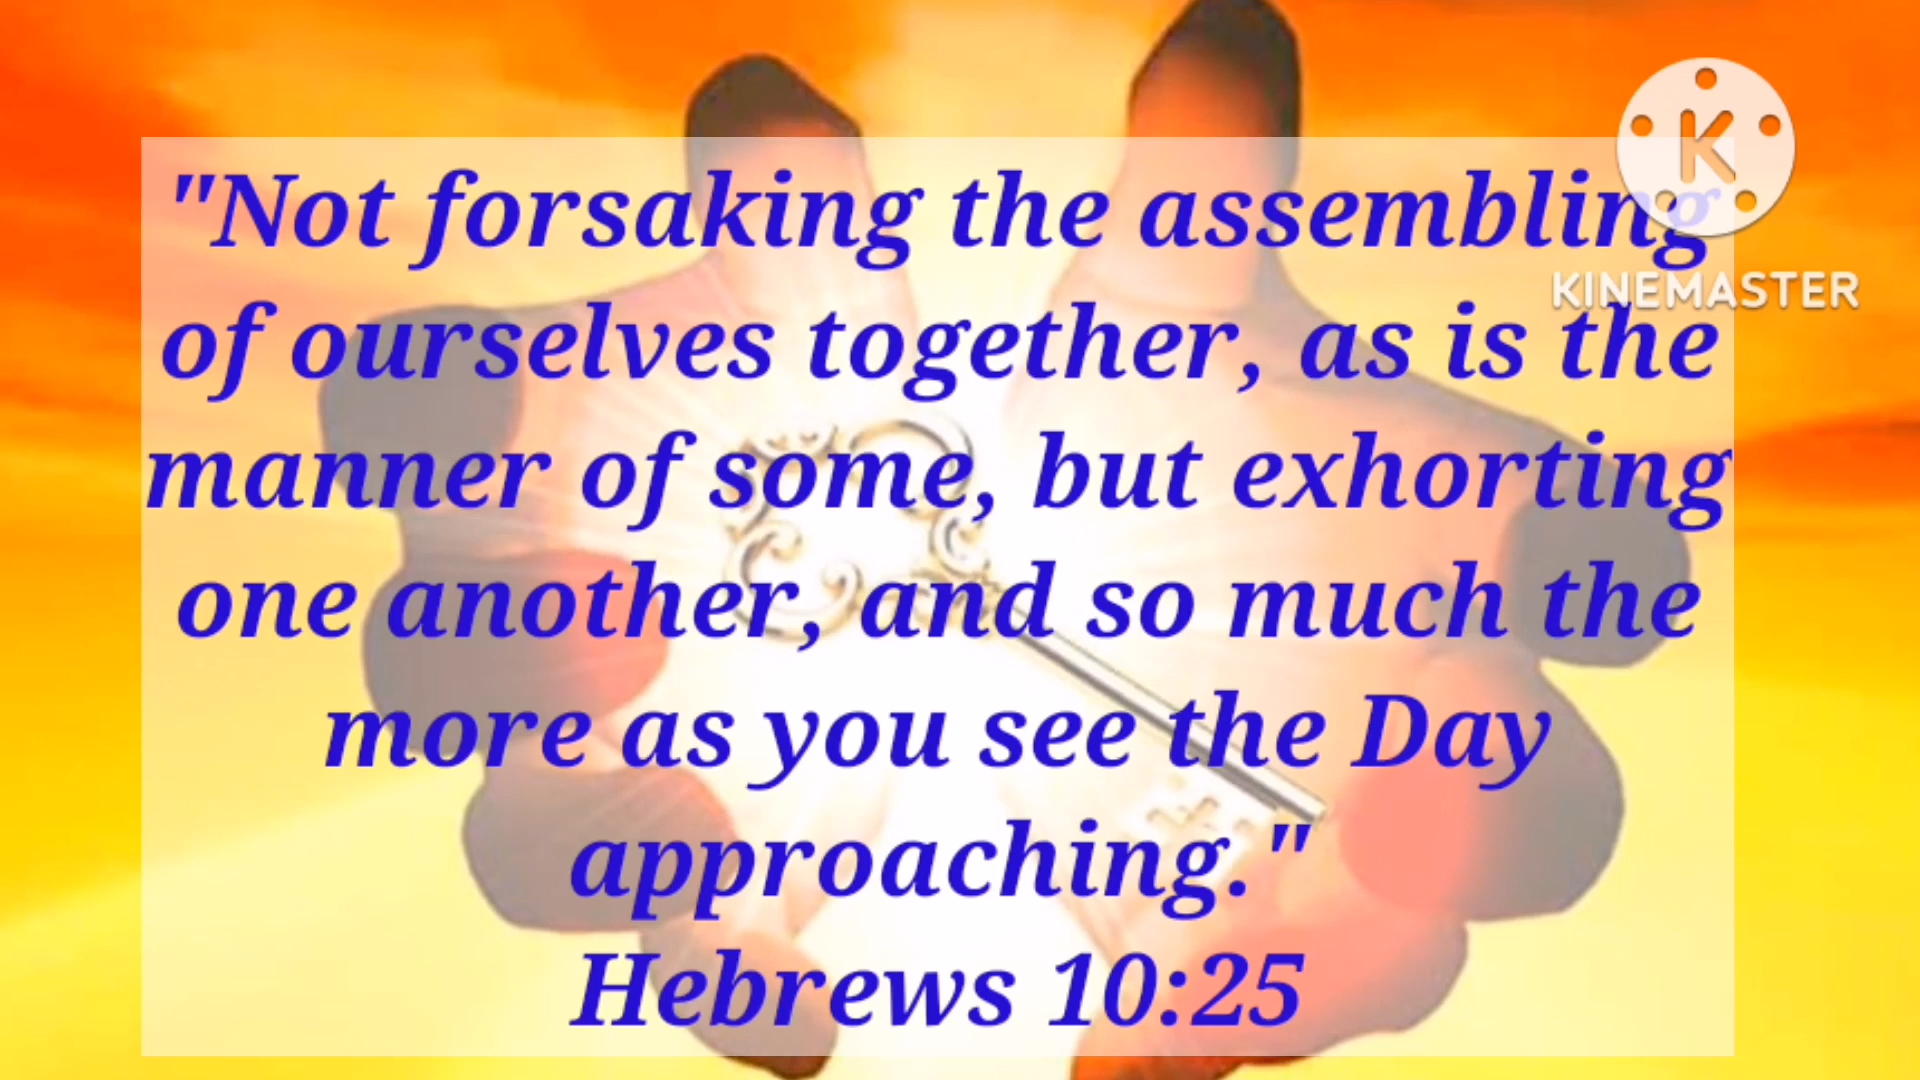 "Not forsaking the assembling
of ourselves together, as is the
manner of some, but exhorting
one another, and so much the
more as you see the Day
approaching."
Hebrews 10:25
K
KINEMASTER